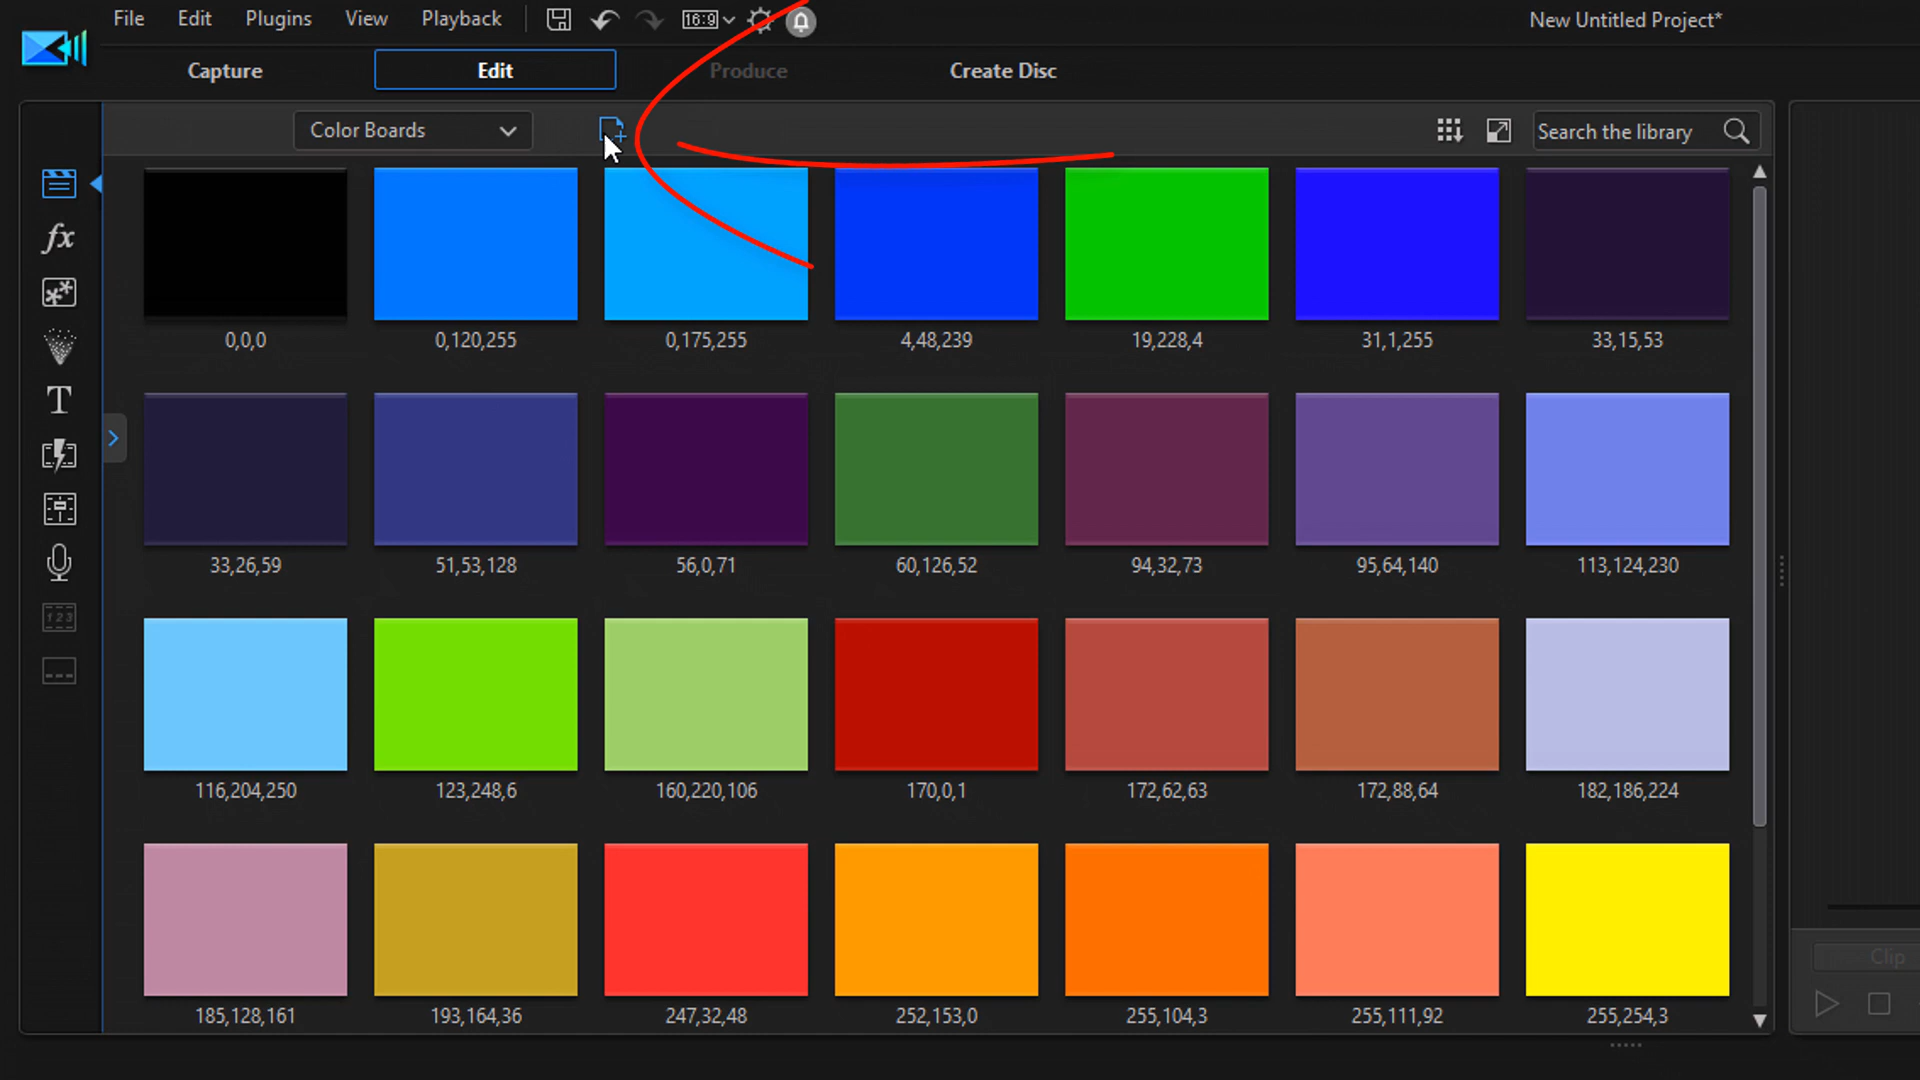 File Edit Plugins View Playback 16:9 New Untitled Project*
Capture Edit Produce Create Disc
Color Boards Search the library
0,0,0 0,120,255 0,175,255 4,48,239 19,228,4 31,1,255 33,15,53
33,26,59 51,53,128 56,0,71 60,126,52 94,32,73 95,64,140 113,124,230
116,204,250 123,248,6 160,220,106 170,0,1 172,62,63 172,88,64 182,186,224
185,128,161 193,164,36 247,32,48 252,153,0 255,104,3 255,111,92 255,254,3
fx
T
123
Clip